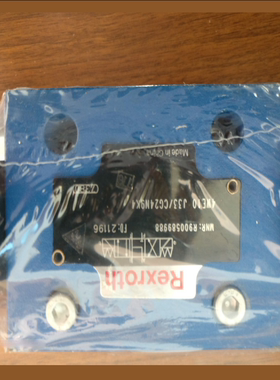 Rexroth
FD: 21196
MNR: R900589988
4WE10 J33/CG24N9K4
Made in China